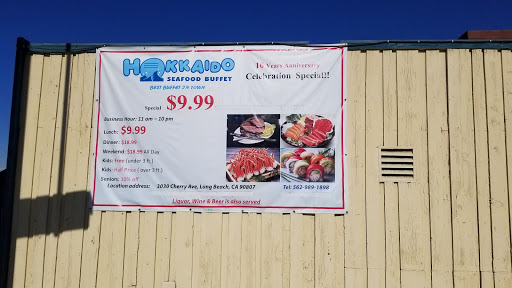 HOKKAIDO
SEAFOOD BUFFET
BEST BUFFET IN TOWN
16 Years Anniversary
Celebration Special!!!
Special $9.99
Business Hour: 11 am – 10 pm
Lunch: $9.99
Dinner: $18.99
Weekend: $18.99 All Day
Kids: Free (under 3 ft)
Kids: Half Price (over 3 ft)
Seniors: 10% off
Location address: 3030 Cherry Ave, Long Beach, CA 90807
Tel: 562-989-1898
Liquor, Wine & Beer is also served